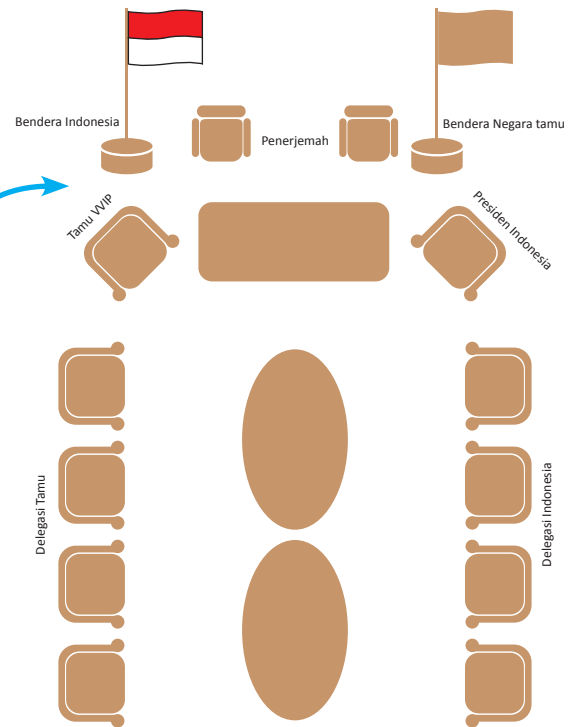 Bendera Indonesia
Penerjemah
Bendera Negara tamu
Tamu VVIP
Presiden Indonesia
Delegasi Tamu
Delegasi Indonesia